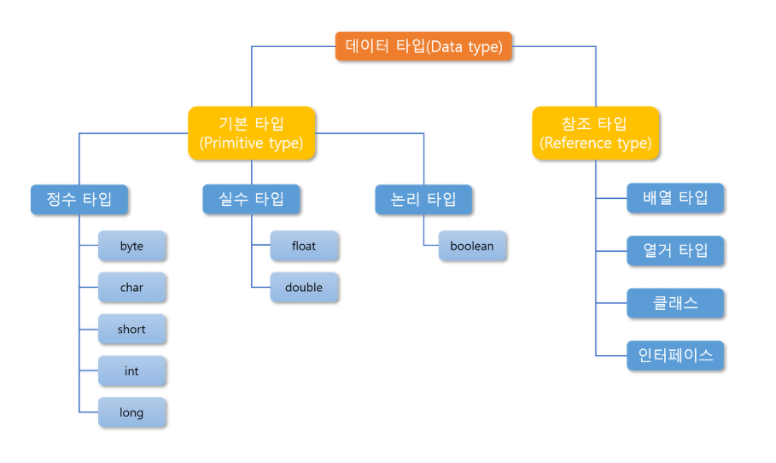 데이터 타입(Data type)
기본 타입
(Primitive type)
참조 타입
(Reference type)
정수 타입
실수 타입
논리 타입
배열 타입
byte
float
boolean
열거 타입
char
double
클래스
short
인터페이스
int
long